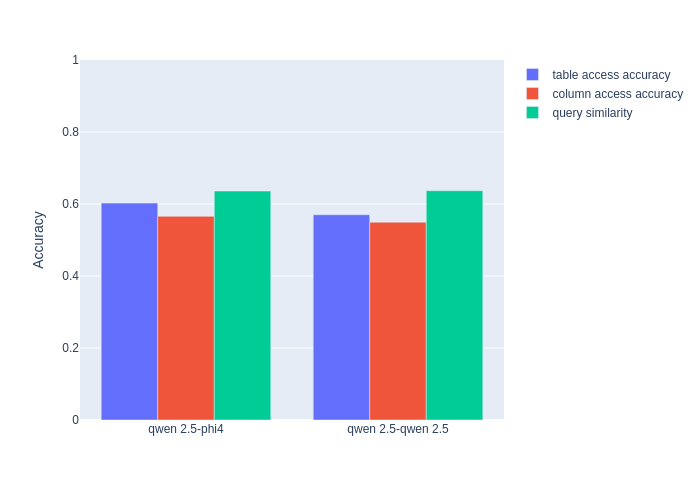 1
0.8
0.6
0.4
0.2
0
Accuracy
qwen 2.5-phi4
qwen 2.5-qwen 2.5
table access accuracy
column access accuracy
query similarity